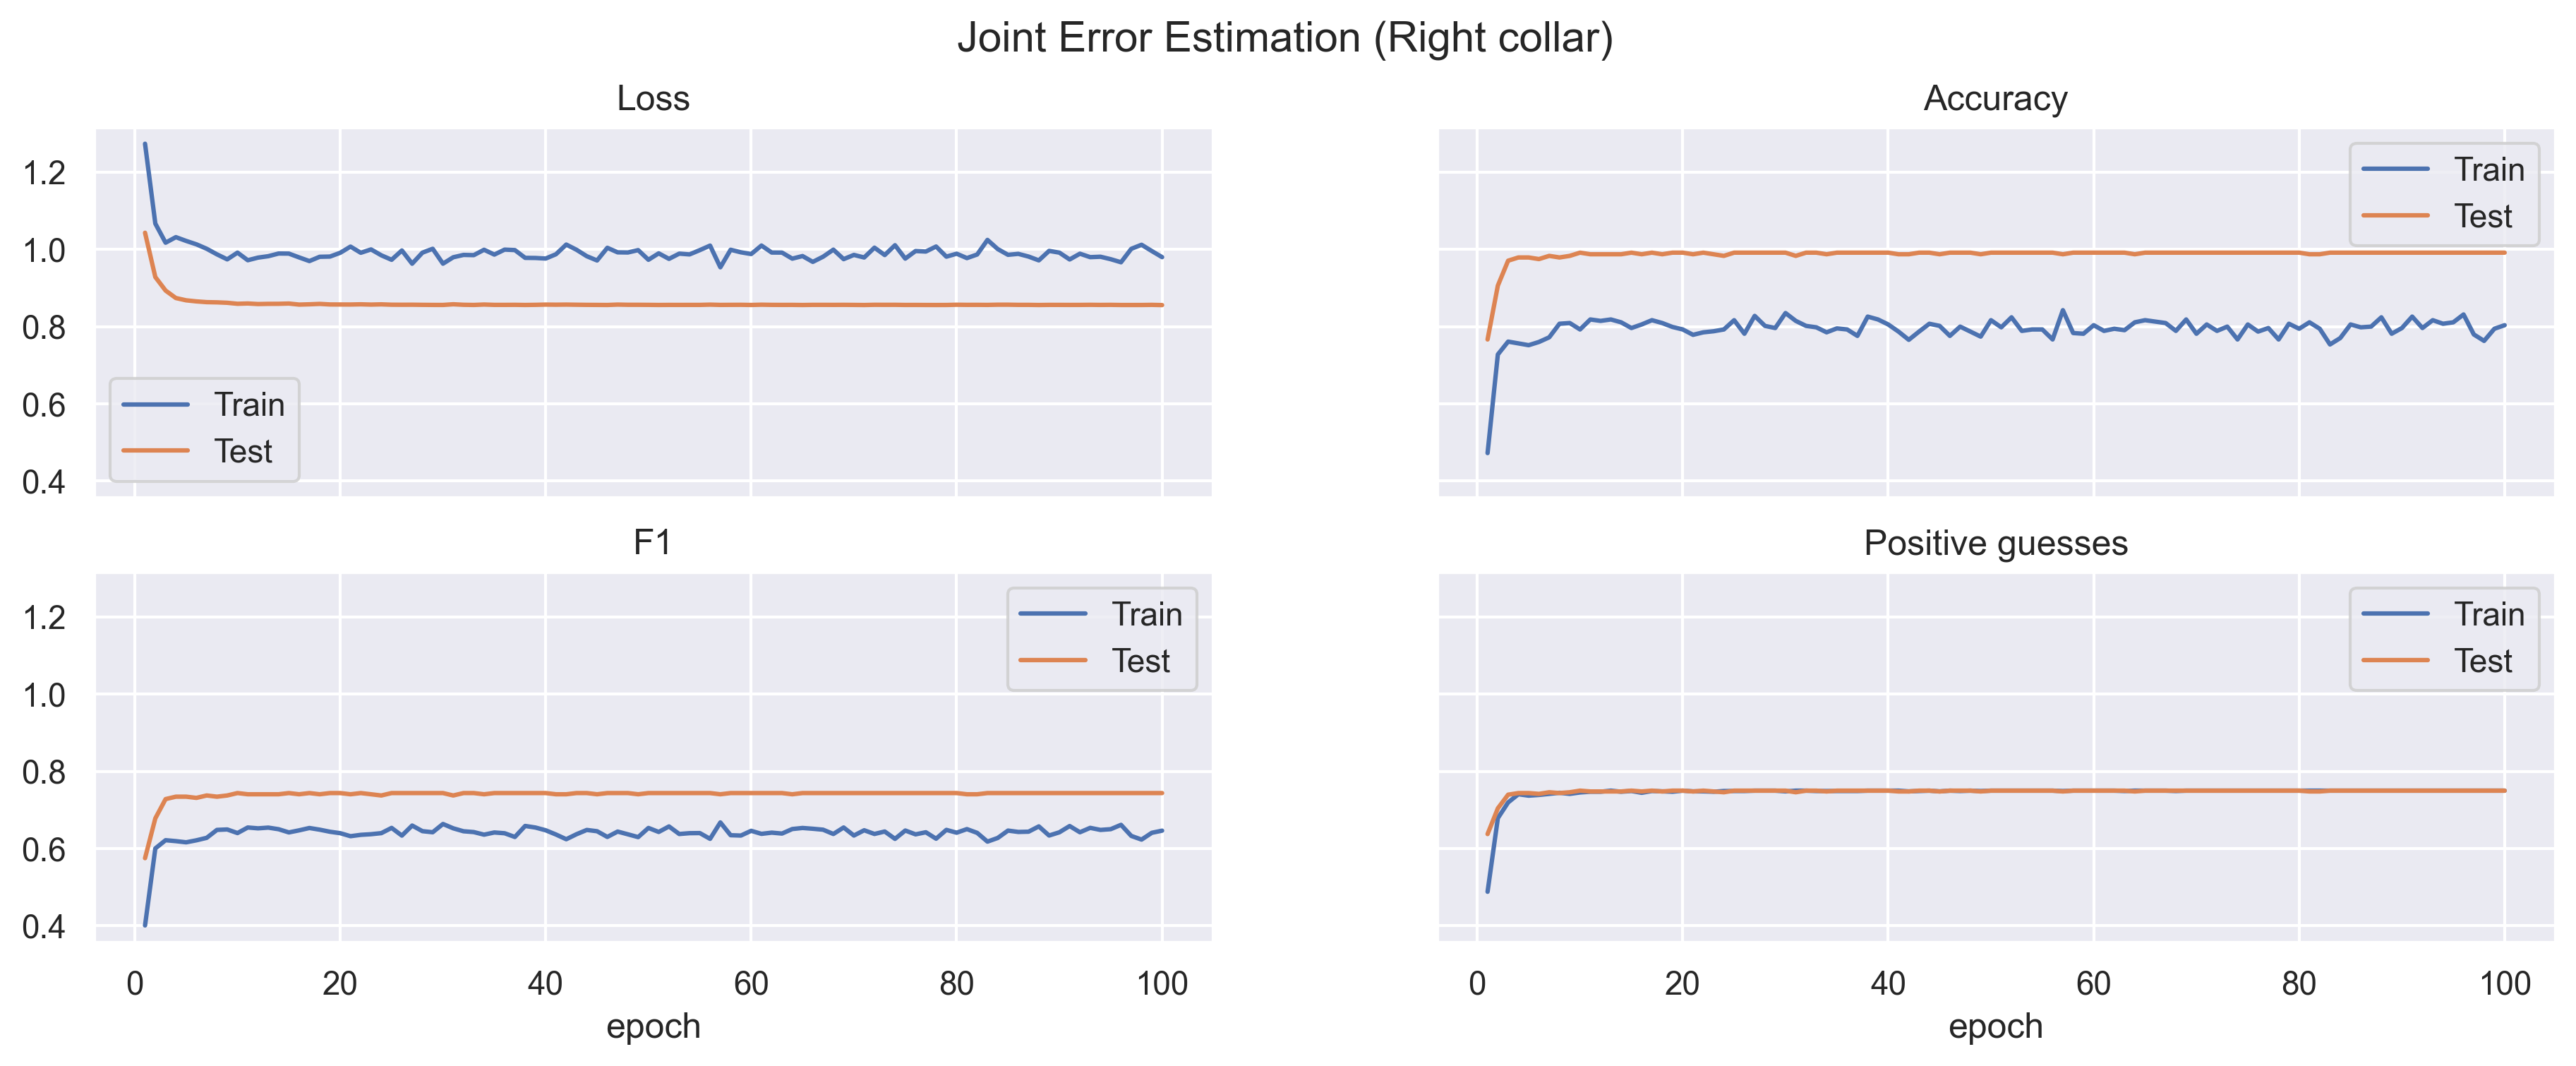 Joint Error Estimation (Right collar)
Loss
1.2
1.0
0.8
0.6
0.4
Train
Test
Accuracy
Train
Test
F1
1.2
1.0
0.8
0.6
0.4
Train
Test
0 20 40 60 80 100
epoch
Positive guesses
Train
Test
0 20 40 60 80 100
epoch